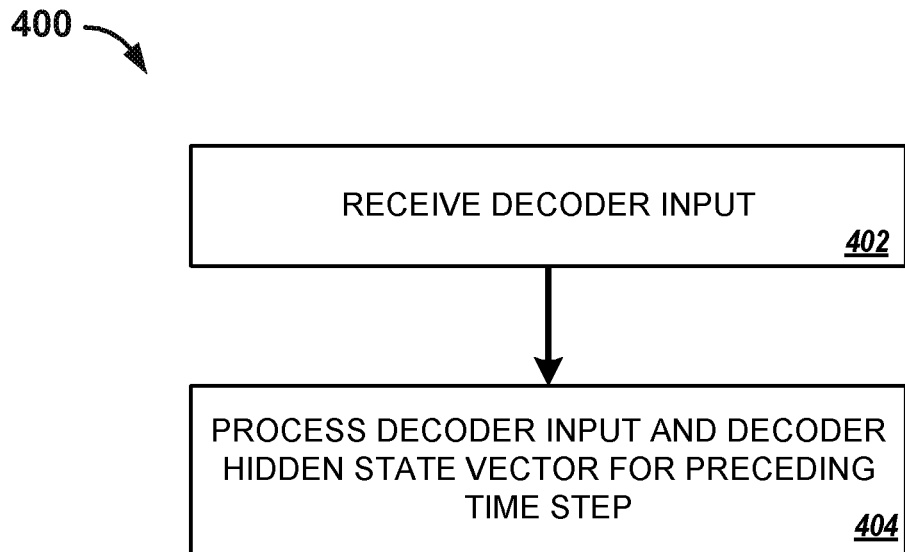 400
RECEIVE DECODER INPUT
402
PROCESS DECODER INPUT AND DECODER
HIDDEN STATE VECTOR FOR PRECEDING
TIME STEP
404